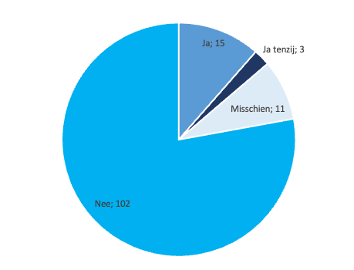 Ja; 15
Ja tenzij; 3
Misschien; 11
Nee; 102